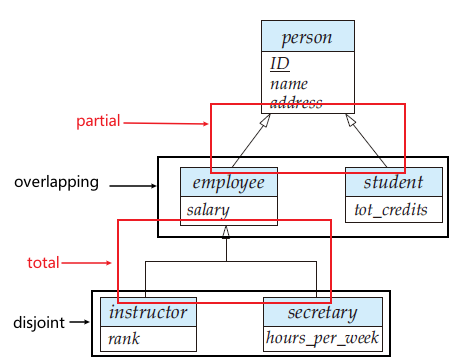 person
ID
name
address
partial
overlapping
employee
student
salary
tot_credits
total
disjoint
instructor
secretary
rank
hours_per_week